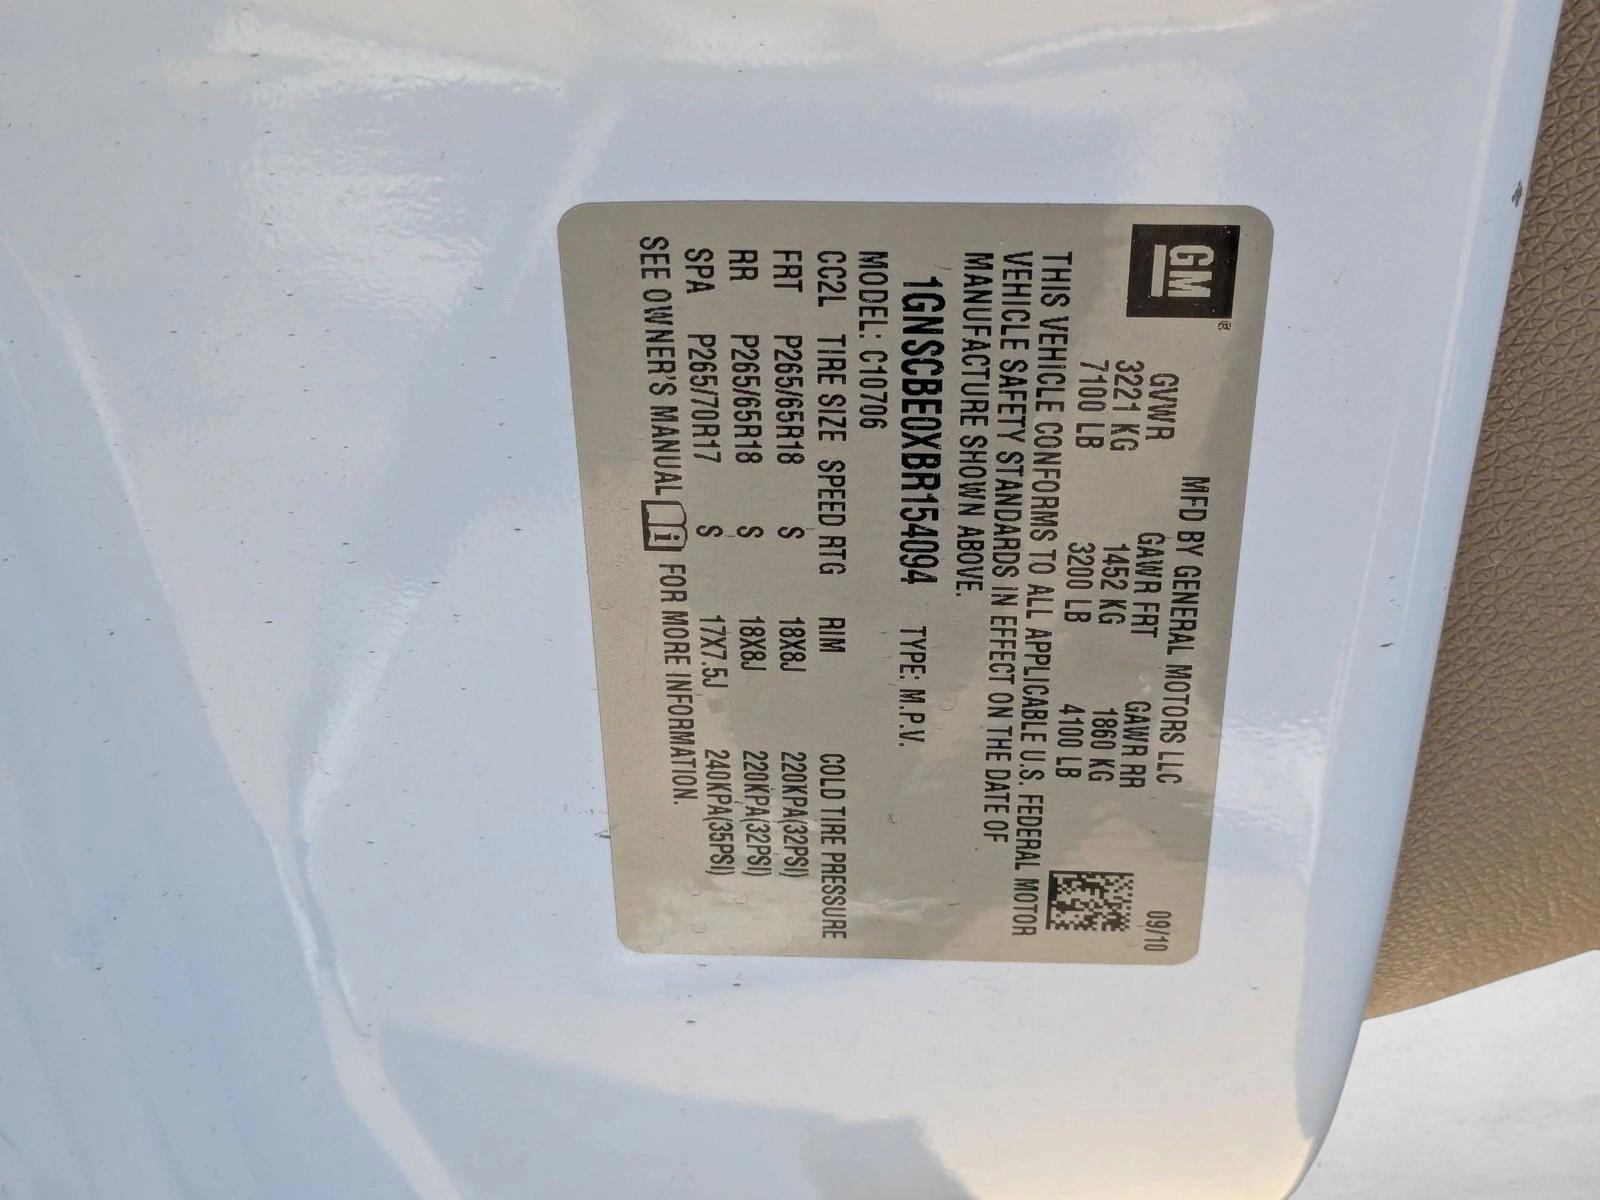 GM ®
MFD BY GENERAL MOTORS LLC 09/10
GVWR GAWR FRT GAWR RR
3221 KG 1452 KG 1860 KG
7100 LB 3200 LB 4100 LB
THIS VEHICLE CONFORMS TO ALL APPLICABLE U.S. FEDERAL MOTOR
VEHICLE SAFETY STANDARDS IN EFFECT ON THE DATE OF
MANUFACTURE SHOWN ABOVE.
1GNSCBE0XBR154094 TYPE: M.P.V.
MODEL: C10706
CC2L TIRE SIZE SPEED RTG RIM COLD TIRE PRESSURE
FRT P265/65R18 S 18X8J 220KPA(32PSI)
RR P265/65R18 S 18X8J 220KPA(32PSI)
SPA P265/70R17 S 17X7.5J 240KPA(35PSI)
SEE OWNER'S MANUAL i FOR MORE INFORMATION.